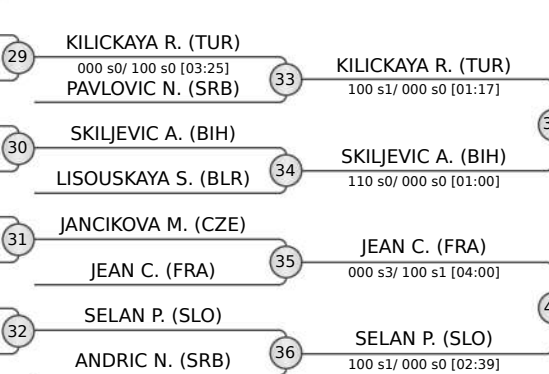 KILICKAYA R. (TUR)
29
000 s0/ 100 s0 [03:25]
PAVLOVIC N. (SRB)
33
KILICKAYA R. (TUR)
100 s1/ 000 s0 [01:17]
SKILJEVIC A. (BIH)
30
LISOUSKAYA S. (BLR)
34
SKILJEVIC A. (BIH)
110 s0/ 000 s0 [01:00]
JANCIKOVA M. (CZE)
31
JEAN C. (FRA)
35
JEAN C. (FRA)
000 s3/ 100 s1 [04:00]
SELAN P. (SLO)
32
ANDRIC N. (SRB)
36
SELAN P. (SLO)
100 s1/ 000 s0 [02:39]